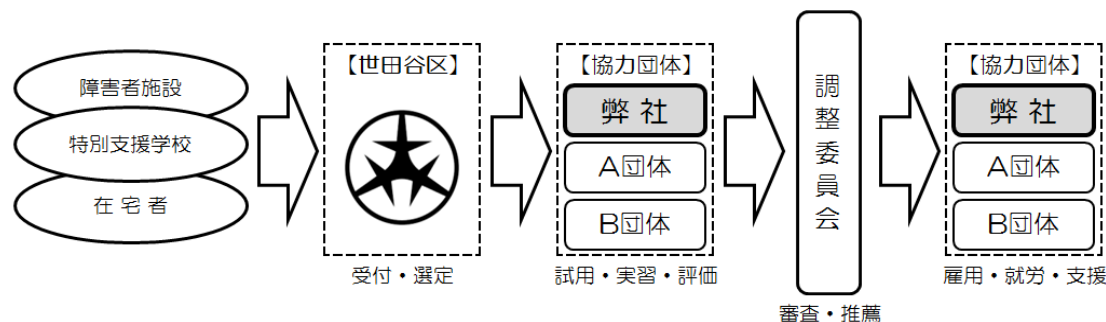 障害者施設
特別支援学校
在宅者
【世田谷区】
受付・選定
【協力団体】
弊社
A団体
B団体
試用・実習・評価
調整委員会
審査・推薦
【協力団体】
弊社
A団体
B団体
雇用・就労・支援